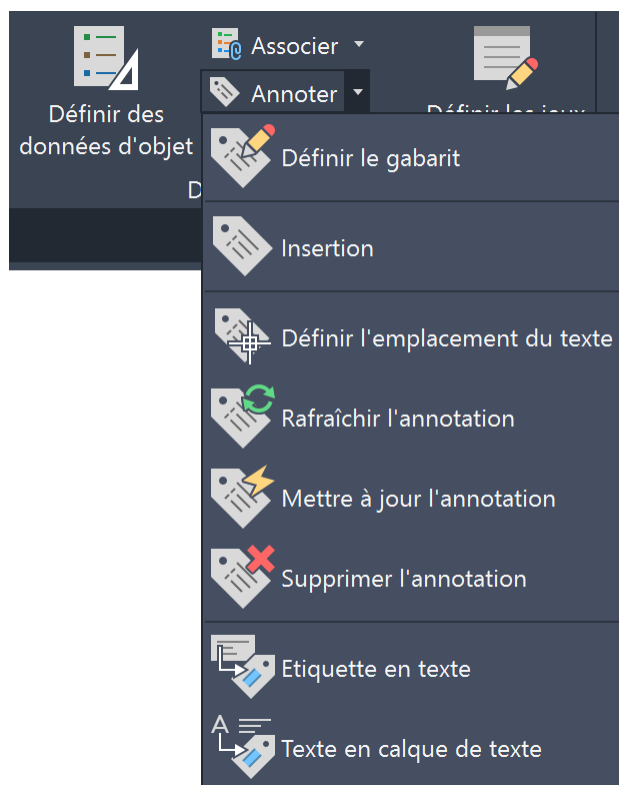 Associer
Annoter
Définir des
données d'objet
D
Définir le gabarit
Insertion
Définir l'emplacement du texte
Rafraîchir l'annotation
Mettre à jour l'annotation
Supprimer l'annotation
Etiquette en texte
A
Texte en calque de texte